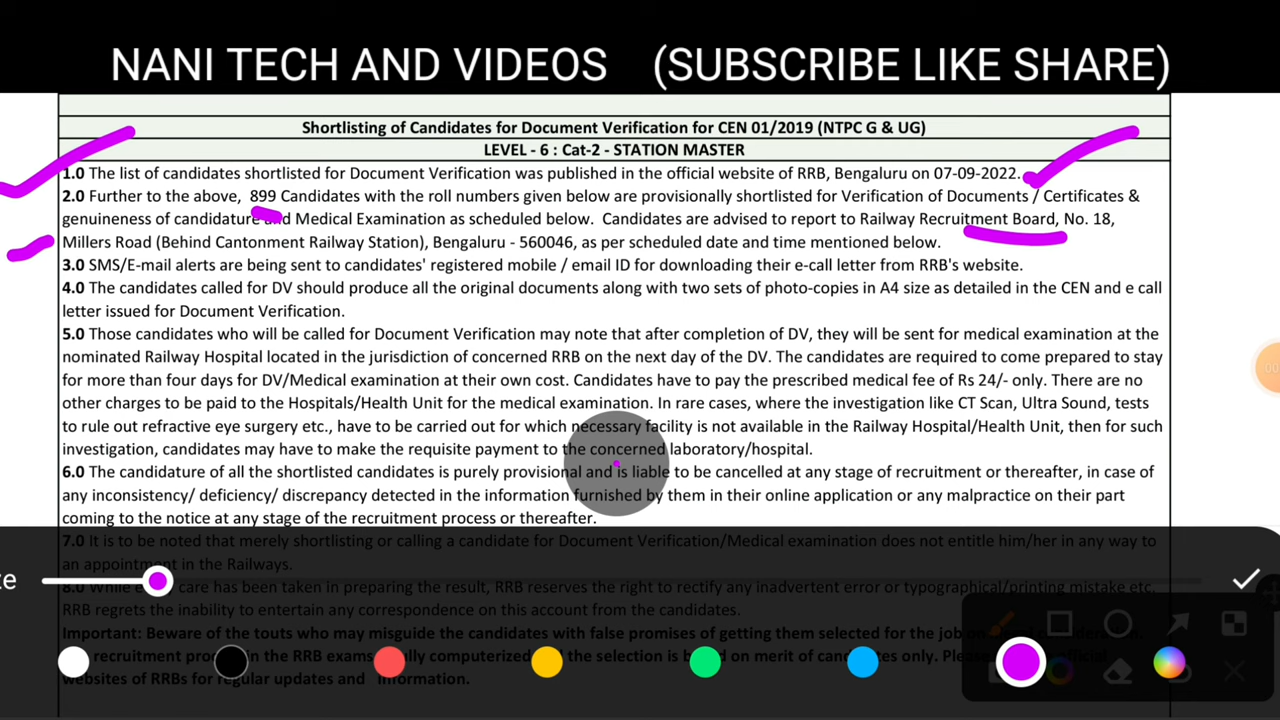 NANI TECH AND VIDEOS (SUBSCRIBE LIKE SHARE)
Shortlisting of Candidates for Document Verification for CEN 01/2019 (NTPC G & UG)
LEVEL - 6 : Cat-2 - STATION MASTER
1.0 The list of candidates shortlisted for Document Verification was published in the official website of RRB, Bengaluru on 07-09-2022.
2.0 Further to the above, 899 Candidates with the roll numbers given below are provisionally shortlisted for Verification of Documents / Certificates &
genuineness of candidature and Medical Examination as scheduled below. Candidates are advised to report to Railway Recruitment Board, No. 18,
Millers Road (Behind Cantonment Railway Station), Bengaluru - 560046, as per scheduled date and time mentioned below.
3.0 SMS/E-mail alerts are being sent to candidates' registered mobile / email ID for downloading their e-call letter from RRB's website.
4.0 The candidates called for DV should produce all the original documents along with two sets of photo-copies in A4 size as detailed in the CEN and e call
letter issued for Document Verification.
5.0 Those candidates who will be called for Document Verification may note that after completion of DV, they will be sent for medical examination at the
nominated Railway Hospital located in the jurisdiction of concerned RRB on the next day of the DV. The candidates are required to come prepared to stay
for more than four days for DV/Medical examination at their own cost. Candidates have to pay the prescribed medical fee of Rs 24/- only. There are no
other charges to be paid to the Hospitals/Health Unit for the medical examination. In rare cases, where the investigation like CT Scan, Ultra Sound, tests
to rule out refractive eye surgery etc., have to be carried out for which necessary facility is not available in the Railway Hospital/Health Unit, then for such
investigation, candidates may have to make the requisite payment to the concerned laboratory/hospital.
6.0 The candidature of all the shortlisted candidates is purely provisional and is liable to be cancelled at any stage of recruitment or thereafter, in case of
any inconsistency/ deficiency/ discrepancy detected in the information furnished by them in their online application or any malpractice on their part
coming to the notice at any stage of the recruitment process or thereafter.
7.0 It is to be noted that merely shortlisting or calling a candidate for Document Verification/Medical examination does not entitle him/her in any way to
an appointment in the Railways.
8.0 While care has been taken in preparing the result, RRB reserves the right to rectify any inadvertent error or typographical/printing mistake etc.
RRB regrets the inability to entertain any correspondence on this account from the candidates.
Important: Beware of the touts who may misguide the candidates with false promises of getting them selected for the job
recruitment in the RRB exams computerized the selection is on merit of only.
websites of RRBs for regular updates and information.